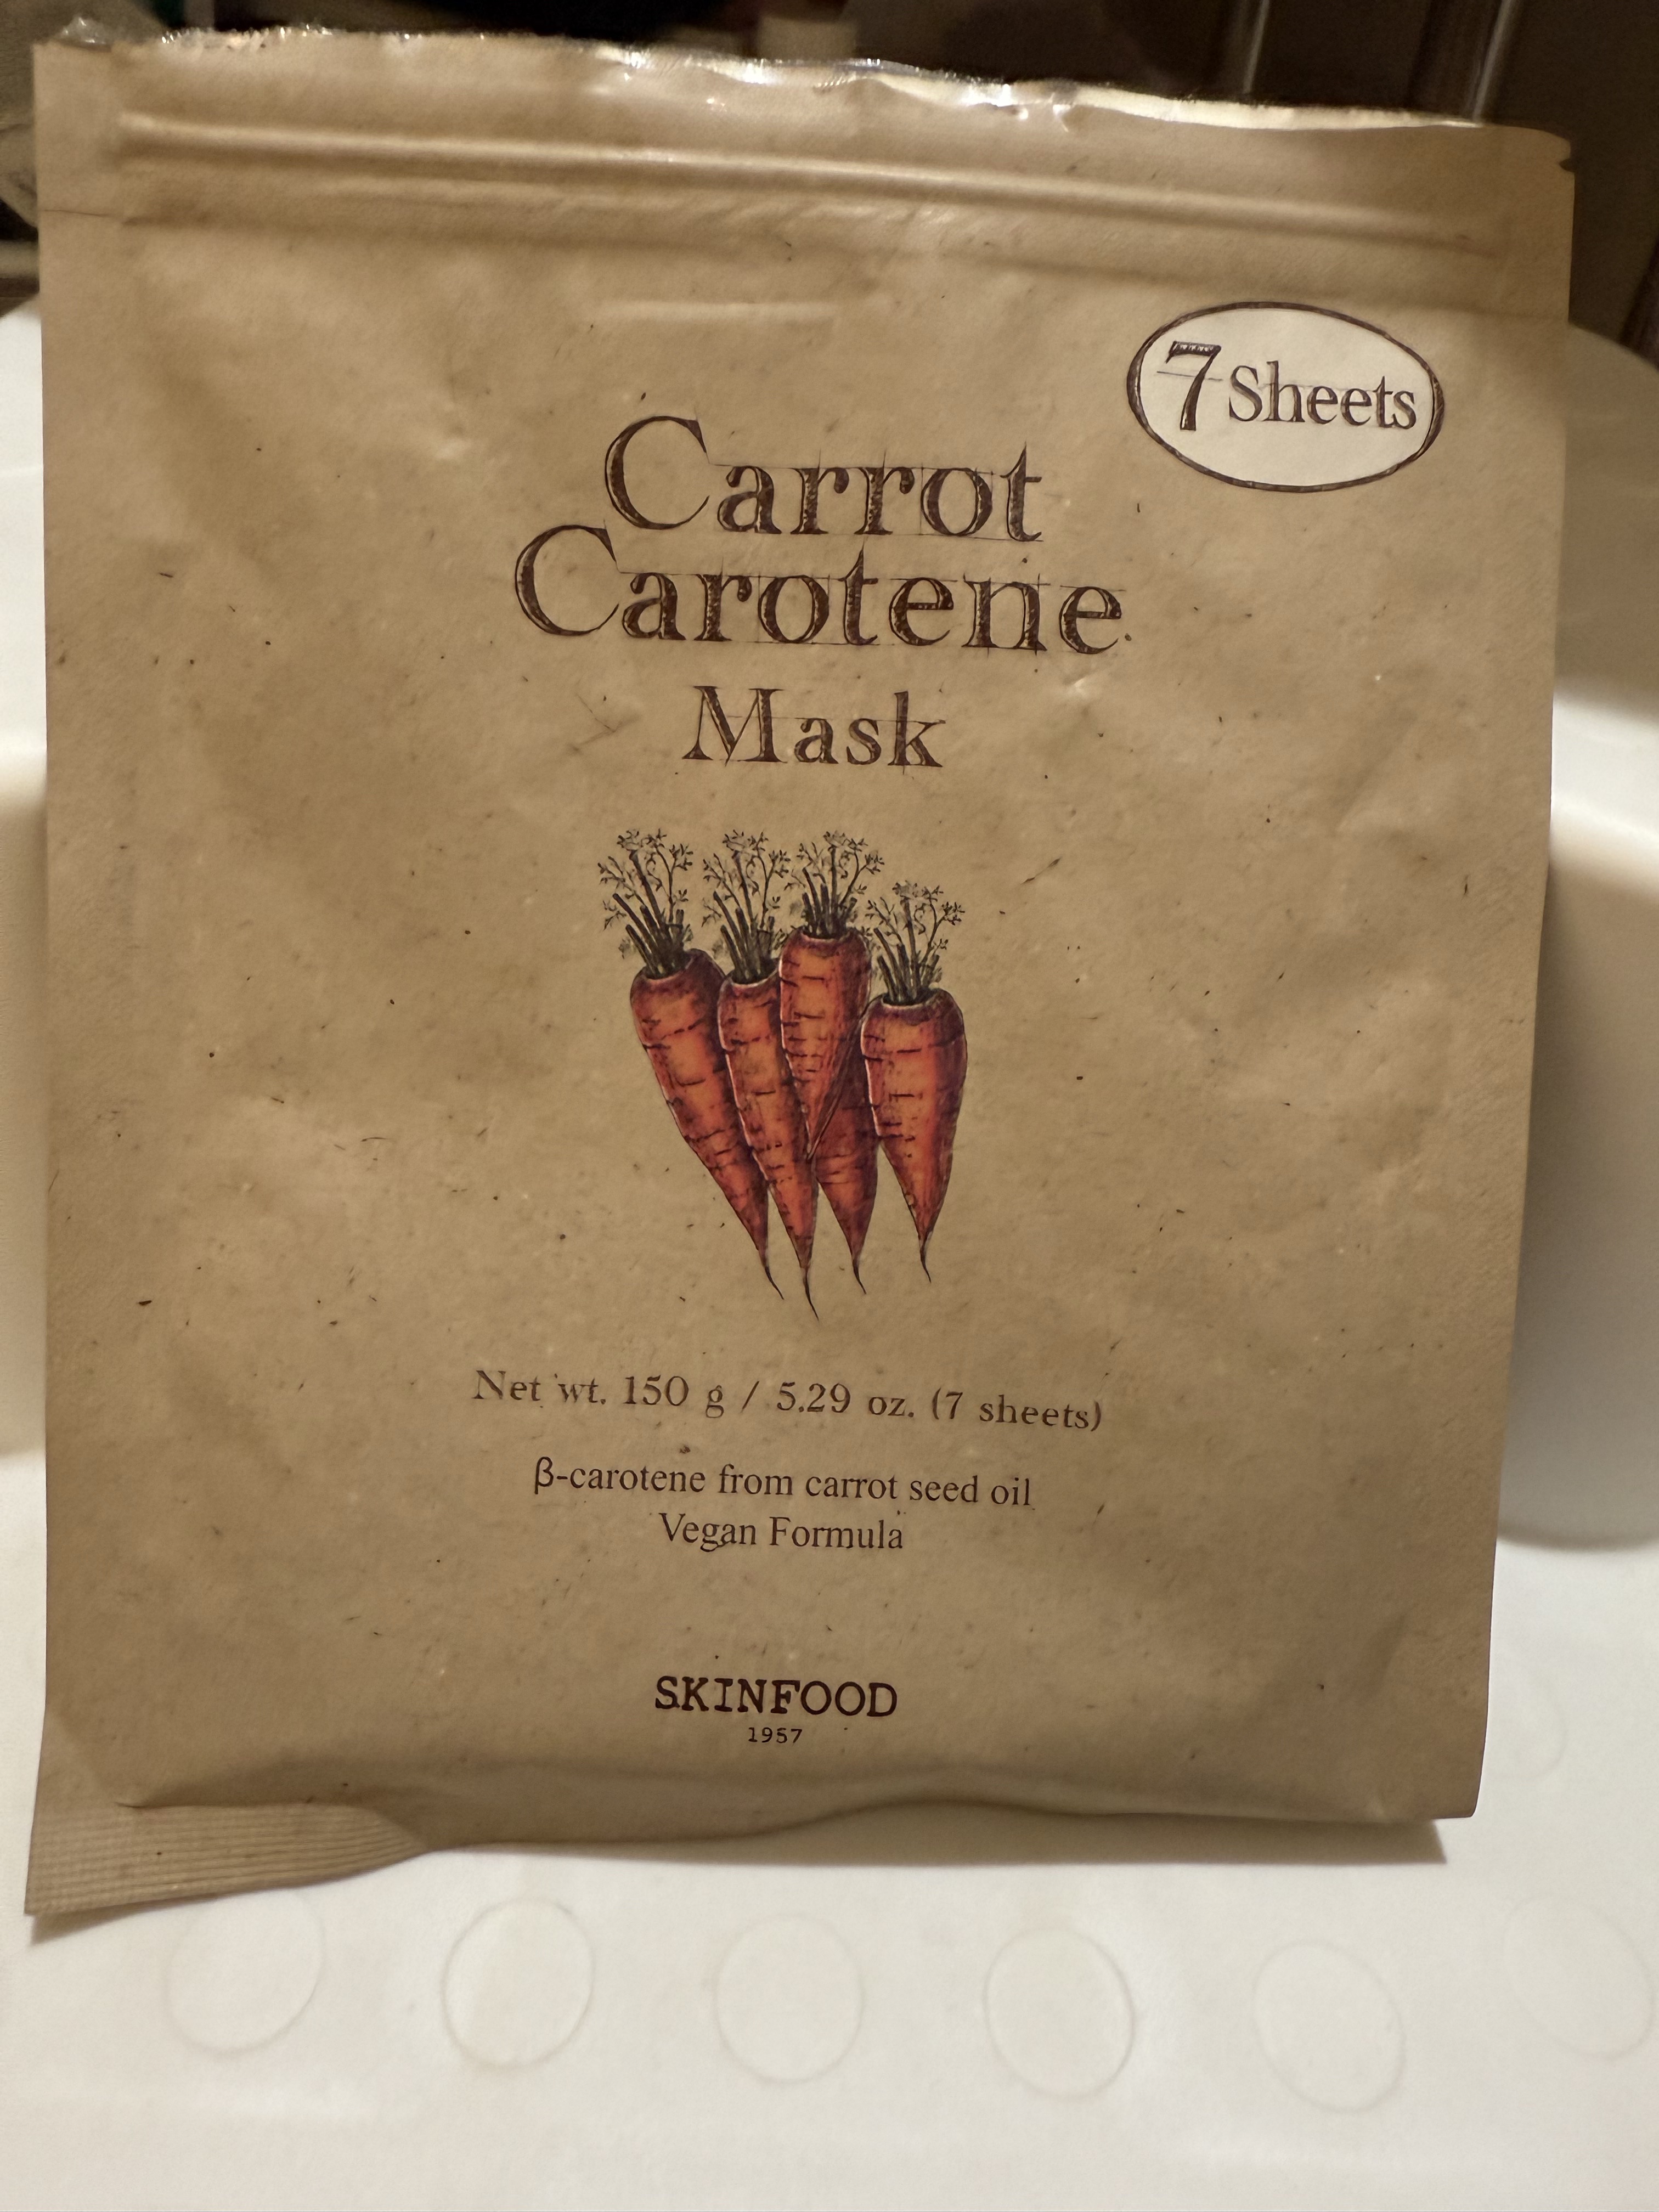 7 Sheets
Carrot
Carotene
Mask
Net wt. 150 g / 5.29 oz. (7 sheets)
β-carotene from carrot seed oil
Vegan Formula
SKINFOOD
1957